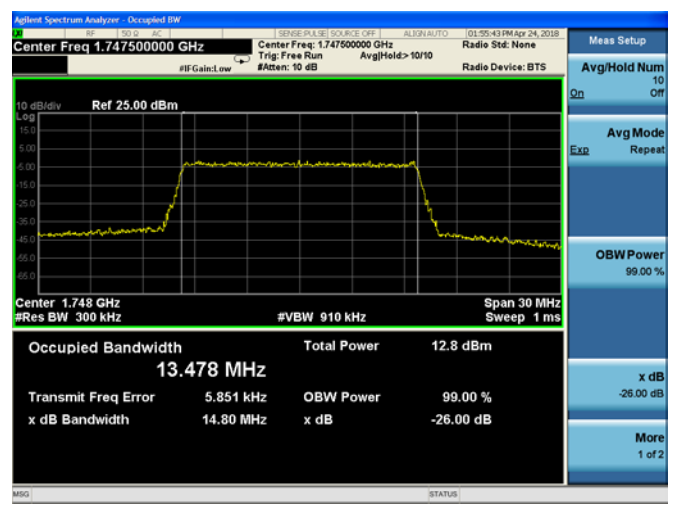 Agilent Spectrum Analyzer - Occupied BW
RF 50 Ω AC SENSE:PULSE SOURCE OFF ALIGN AUTO 01:55:43 PM Apr 24, 2018
Center Freq 1.747500000 GHz
Center Freq: 1.747500000 GHz
Radio Std: None
Trig: Free Run Avg|Hold:> 10/10
#IFGain:Low
#Atten: 10 dB
Radio Device: BTS
10 dB/div Ref 25.00 dBm
Log
15.0
5.00
-5.00
-15.0
-25.0
-35.0
-45.0
-55.0
-65.0
Center 1.748 GHz
Span 30 MHz
#Res BW 300 kHz
#VBW 910 kHz
Sweep 1 ms
Occupied Bandwidth
Total Power 12.8 dBm
13.478 MHz
Transmit Freq Error 5.851 kHz
OBW Power 99.00 %
x dB Bandwidth 14.80 MHz
x dB -26.00 dB
MSG
STATUS
Meas Setup
Avg/Hold Num
10
On Off
Avg Mode
Exp Repeat
OBW Power
99.00 %
x dB
-26.00 dB
More
1 of 2